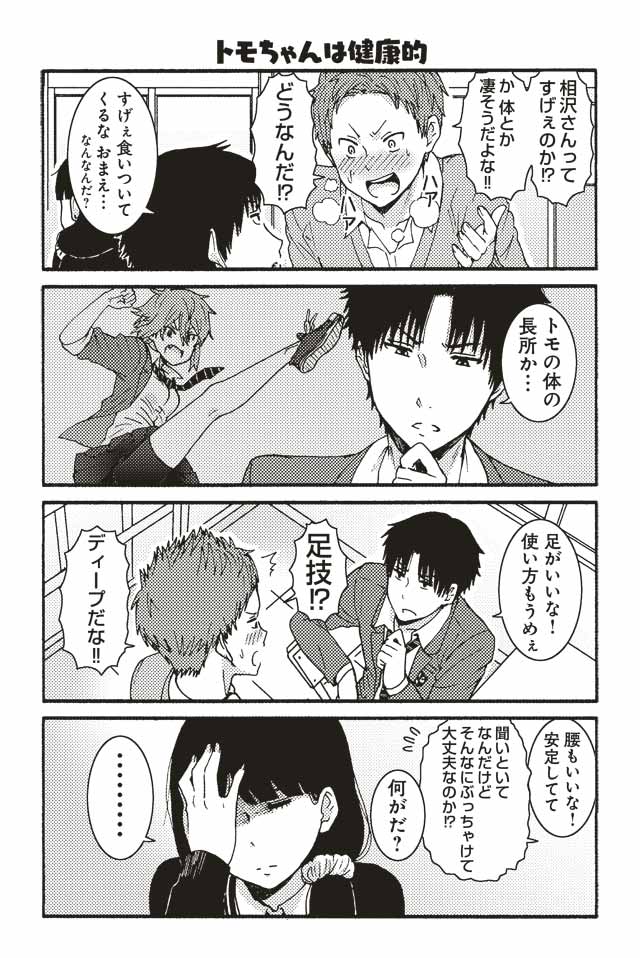 トモちゃんは健康的
相沢さんって
すげぇのか!?
か 体とか
凄そうだよな!!
どうなんだ!?
ハァ
ハァ
すげぇ食いついて
くるな おまえ…
なんなんだ?
トモの体の
長所か…
足がいいな!
使い方もうめぇ
足技!?
ディープだな!!
腰もいいな!
安定してて
聞いといて
なんだけど
そんなにぶっちゃけて
大丈夫なのか!?
何がだ?
………